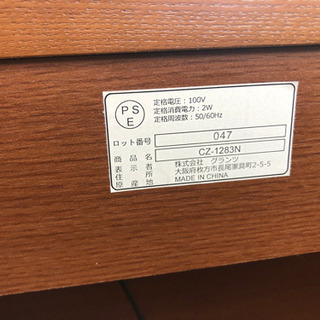 PS
E
定格電圧：100V
定格消費電力：2W
定格周波数：50/60Hz
ロット番号 047
商品名 CZ-1283N
表示者 株式会社 グランツ
住所 大阪府枚方市長尾家具町2-5-5
原産地 MADE IN CHINA